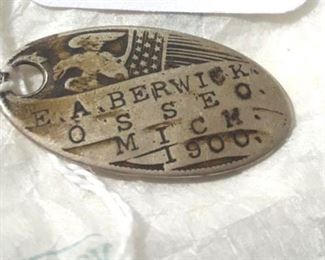 E.A.BERWICK.
OSSEO.
MICH.
1900.